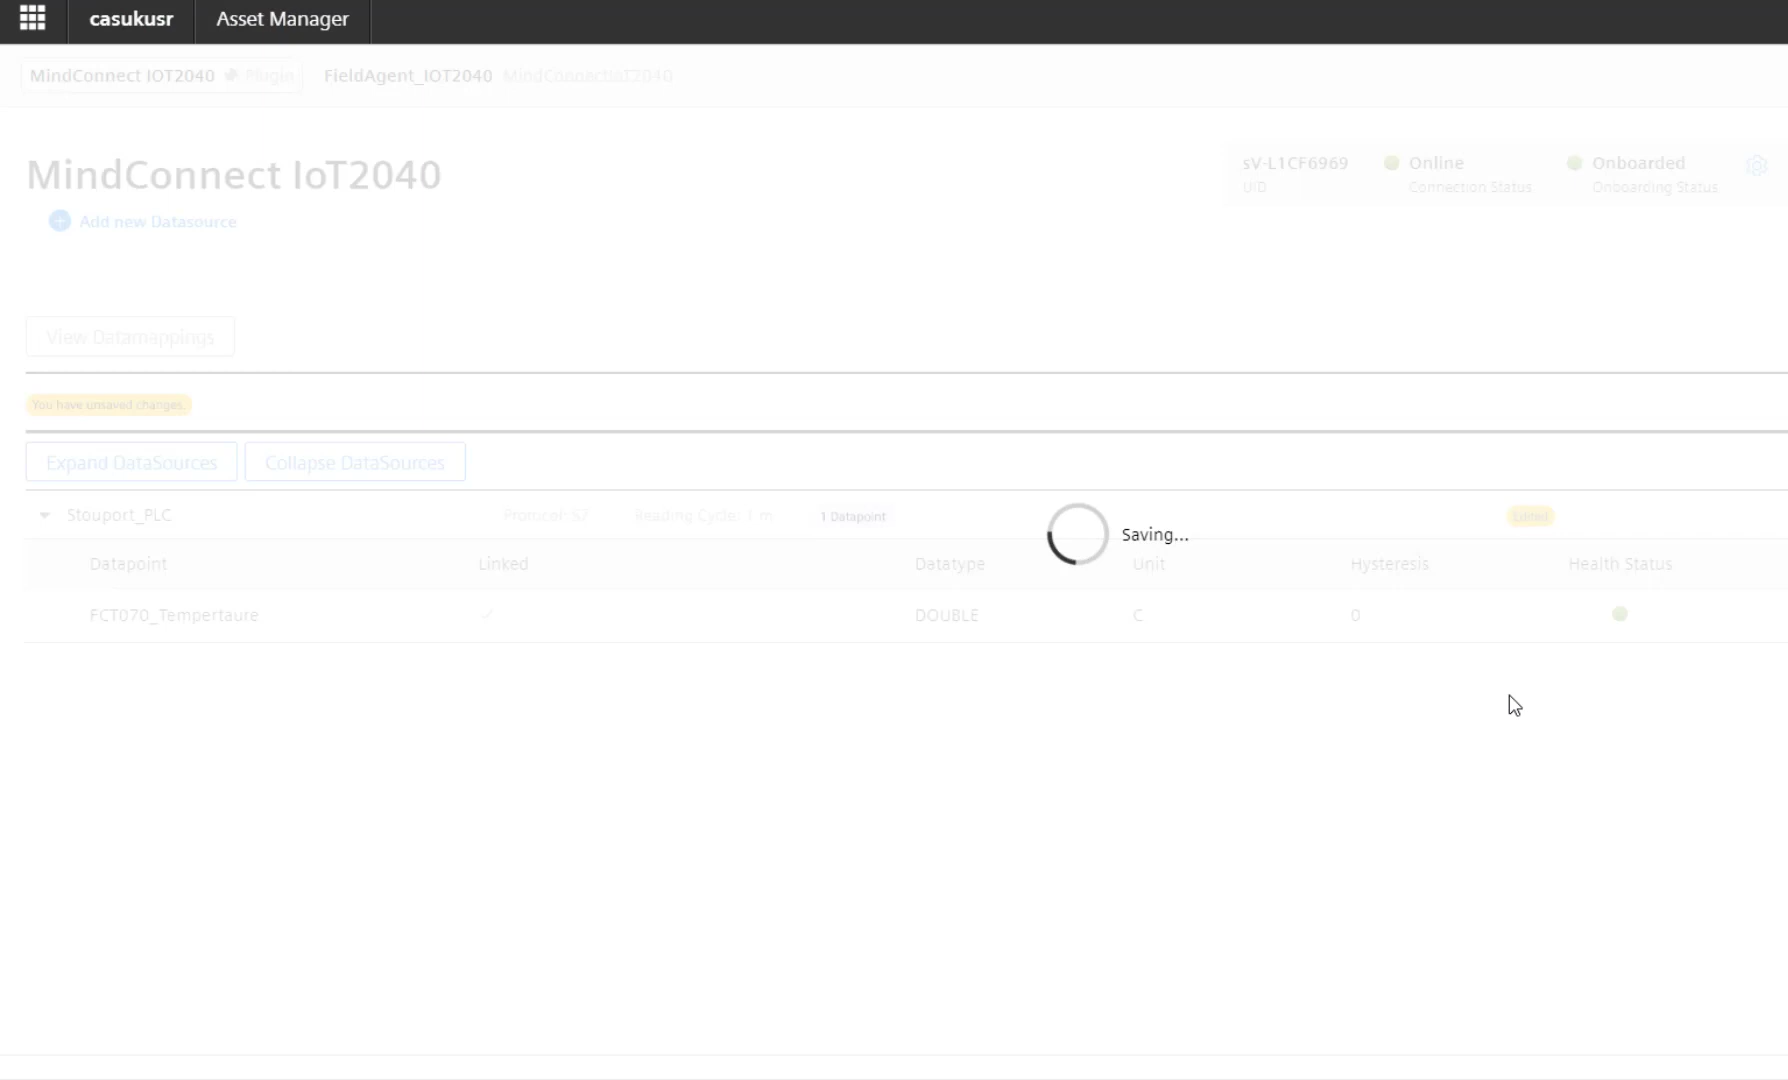 casukusr Asset Manager
MindConnect IOT2040 Plugin FieldAgent_IOT2040 MindConnectIoT2040
MindConnect IoT2040
sV-L1CF6969 Online Onboarded
UID Connection Status Onboarding Status
Add new Datasource
View Datamappings
You have unsaved changes.
Expand DataSources Collapse DataSources
Stouport_PLC Protocol: S7 Reading Cycle: 1 m 1 Datapoint Edited
Saving...
Datapoint Linked Datatype Unit Hysteresis Health Status
FCT070_Tempertaure DOUBLE C 0